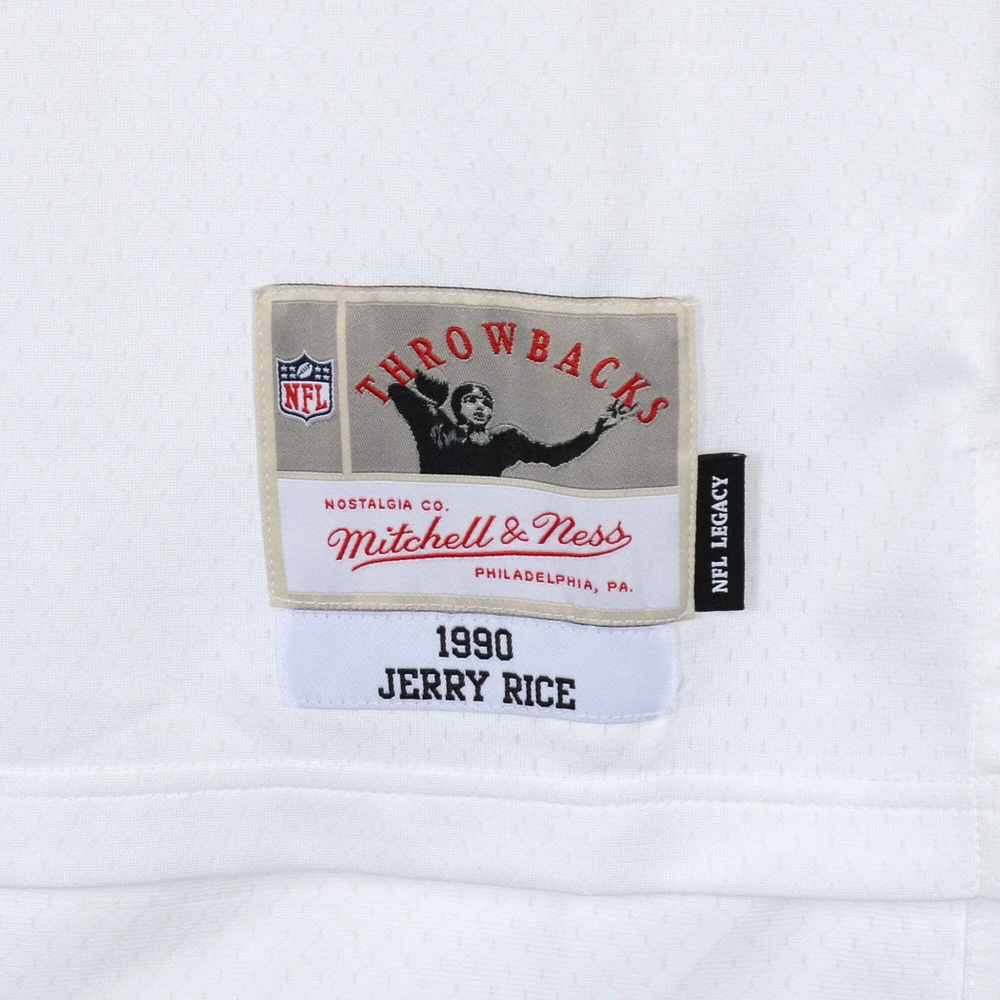 THROWBACKS
NFL
NOSTALGIA CO.
Mitchell & Ness
PHILADELPHIA, PA.
NFL LEGACY
1990
JERRY RICE